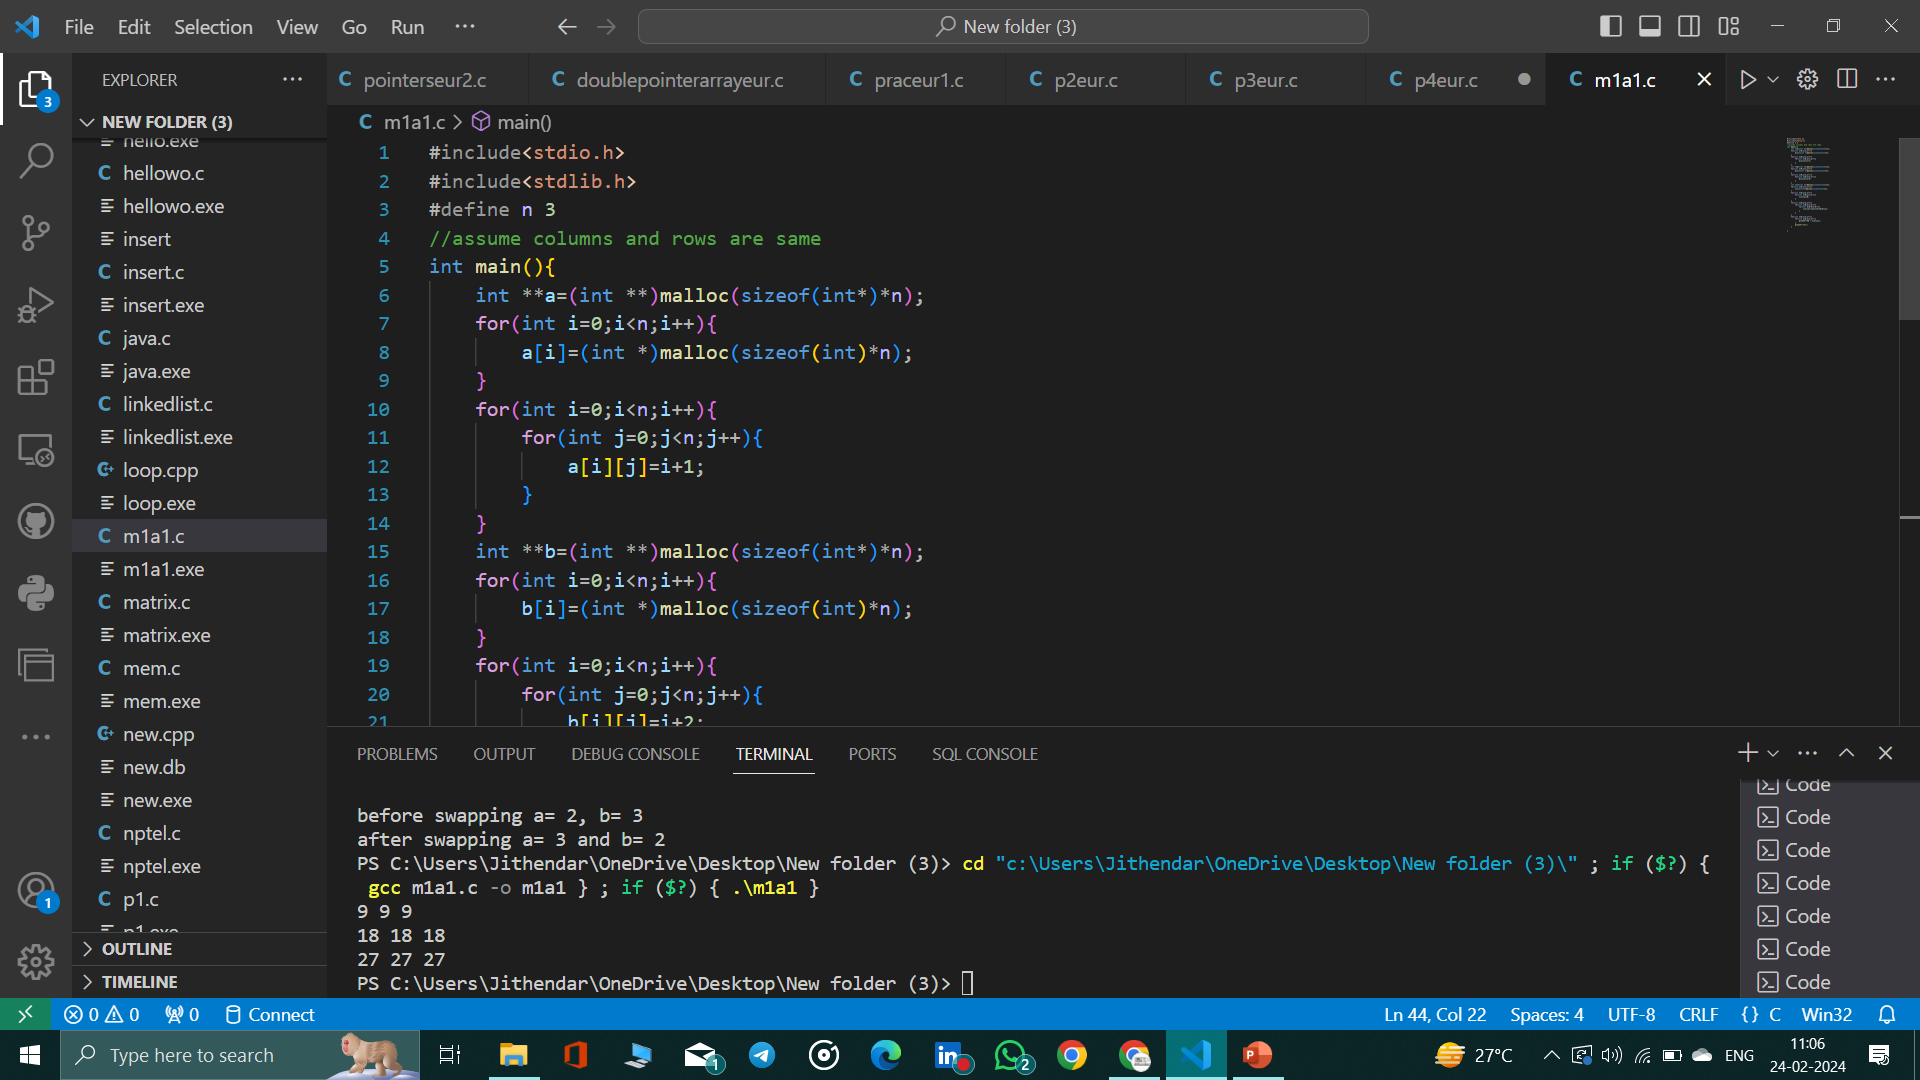 File Edit Selection View Go Run ··· New folder (3)
EXPLORER ···
pointerseur2.c doublepointerarrayeur.c praceur1.c p2eur.c p3eur.c p4eur.c m1a1.c
NEW FOLDER (3)
hello.exe
hellowo.c
hellowo.exe
insert
insert.c
insert.exe
java.c
java.exe
linkedlist.c
linkedlist.exe
loop.cpp
loop.exe
m1a1.c
m1a1.exe
matrix.c
matrix.exe
mem.c
mem.exe
new.cpp
new.db
new.exe
nptel.c
nptel.exe
p1.c
p1.exe
OUTLINE
TIMELINE
3
1
C m1a1.c > main()
1 #include<stdio.h>
2 #include<stdlib.h>
3 #define n 3
4 //assume columns and rows are same
5 int main(){
6 int **a=(int **)malloc(sizeof(int*)*n);
7 for(int i=0;i<n;i++){
8 a[i]=(int *)malloc(sizeof(int)*n);
9 }
10 for(int i=0;i<n;i++){
11 for(int j=0;j<n;j++){
12 a[i][j]=i+1;
13 }
14 }
15 int **b=(int **)malloc(sizeof(int*)*n);
16 for(int i=0;i<n;i++){
17 b[i]=(int *)malloc(sizeof(int)*n);
18 }
19 for(int i=0;i<n;i++){
20 for(int j=0;j<n;j++){
21 b[i][j]=i+2;
PROBLEMS OUTPUT DEBUG CONSOLE TERMINAL PORTS SQL CONSOLE
before swapping a= 2, b= 3
after swapping a= 3 and b= 2
PS C:\Users\Jithendar\OneDrive\Desktop\New folder (3)> cd "c:\Users\Jithendar\OneDrive\Desktop\New folder (3)\" ; if ($?) {
gcc m1a1.c -o m1a1 } ; if ($?) { .\m1a1 }
9 9 9
18 18 18
27 27 27
PS C:\Users\Jithendar\OneDrive\Desktop\New folder (3)>
Code
Code
Code
Code
Code
Code
Code
0 0 0 Connect Ln 44, Col 22 Spaces: 4 UTF-8 CRLF {} C Win32
Type here to search 1 2 27°C ENG 11:06
24-02-2024